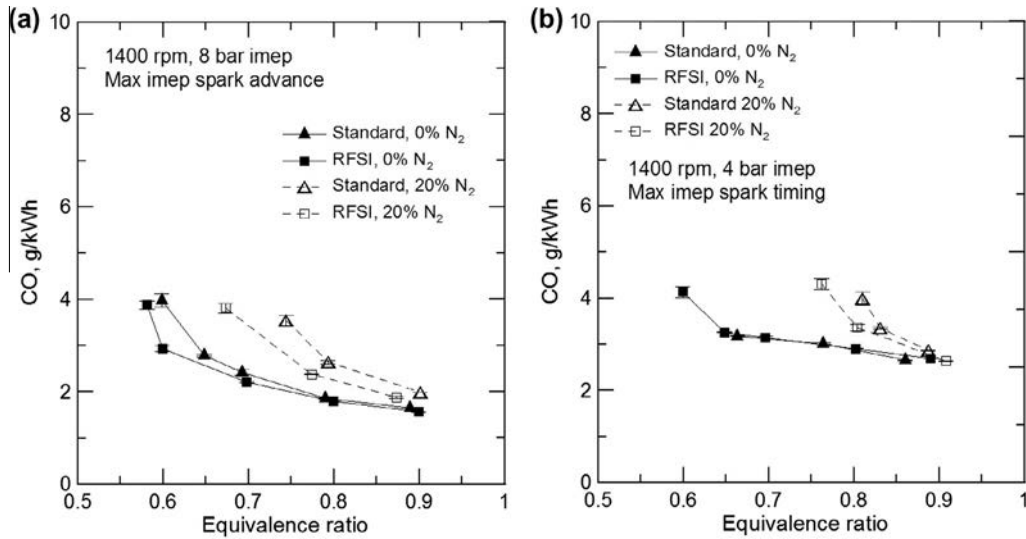 (a)
10
8
6
4
2
0
CO, g/kWh
1400 rpm, 8 bar imep
Max imep spark advance
Standard, 0% N₂
RFSI, 0% N₂
Standard, 20% N₂
RFSI, 20% N₂
0.5 0.6 0.7 0.8 0.9 1
Equivalence ratio
(b)
10
8
6
4
2
0
CO, g/kWh
Standard, 0% N₂
RFSI, 0% N₂
Standard 20% N₂
RFSI 20% N₂
1400 rpm, 4 bar imep
Max imep spark timing
0.5 0.6 0.7 0.8 0.9 1
Equivalence ratio